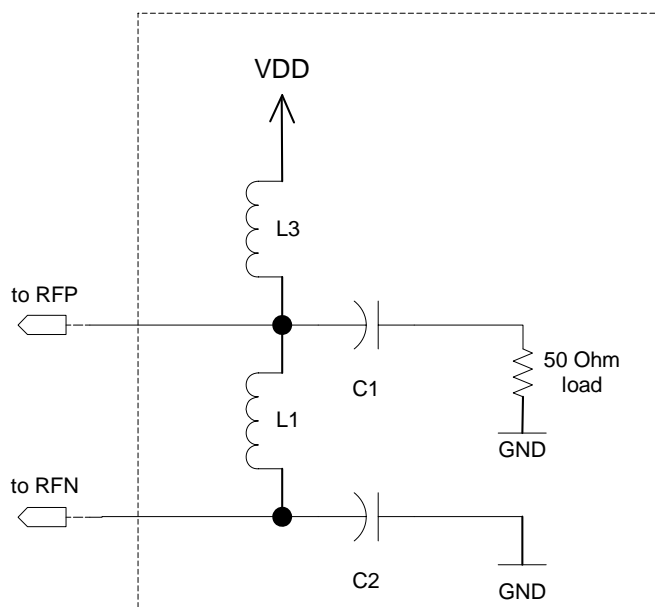 VDD
L3
to RFP
50 Ohm
load
C1
L1
GND
to RFN
C2
GND